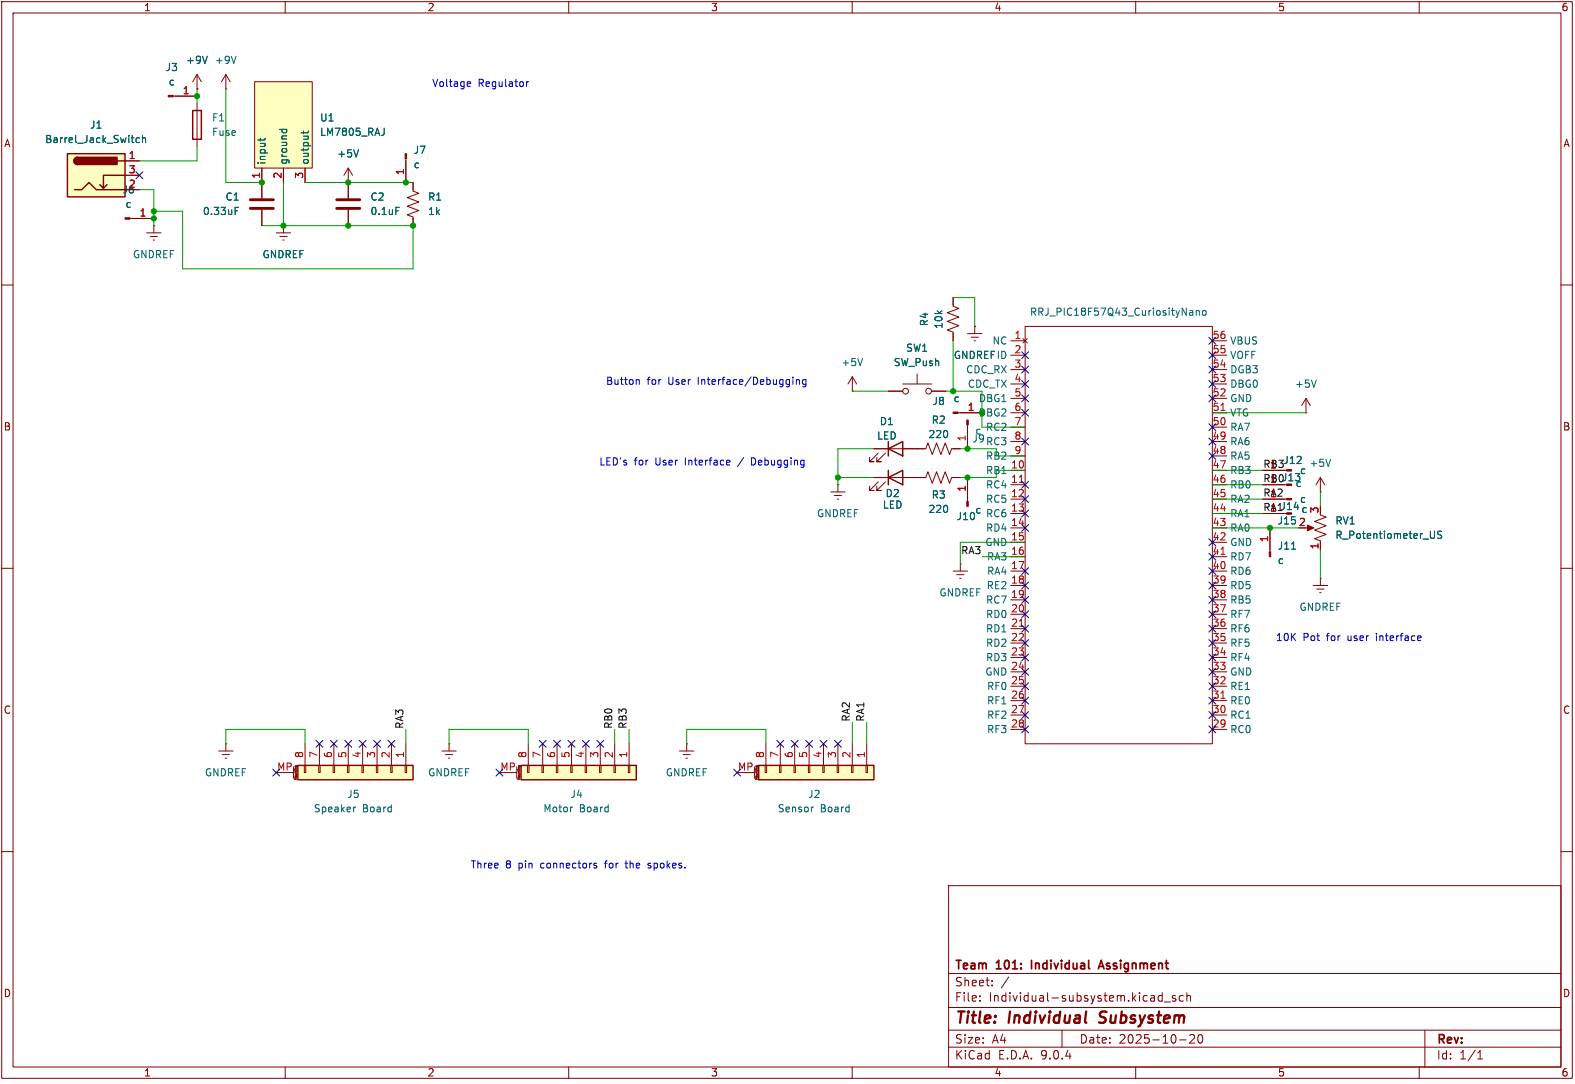 1 2 3 4 5 6
A
B
C
D
A
B
C
D
1 2 3 4 5 6
Voltage Regulator
J3
c
1
+9V
+9V
F1
Fuse
J1
Barrel_Jack_Switch
1
3
2
J6
c
1
GNDREF
U1
LM7805_RAJ
input
ground
output
1
2
3
+5V
J7
c
1
C1
0.33uF
C2
0.1uF
R1
1k
GNDREF
Button for User Interface/Debugging
+5V
SW1
SW_Push
R4
10k
GNDREF
J8
c
1
LED's for User Interface / Debugging
D1
LED
R2
220
J9
c
1
D2
LED
R3
220
J10
c
1
GNDREF
RRJ_PIC18F57Q43_CuriosityNano
NC 1
ID 2
CDC_RX 3
CDC_TX 4
DBG1 5
DBG2 6
RC2 7
RC3 8
RB2 9
RB1 10
RC4 11
RC5 12
RC6 13
RD4 14
GND 15
RA3 16
RA4 17
RE2 18
RC7 19
RD0 20
RD1 21
RD2 22
RD3 23
GND 24
RF0 25
RF1 26
RF2 27
RF3 28
56 VBUS
55 VOFF
54 DGB3
53 DBG0
52 GND
51 VTG
50 RA7
49 RA6
48 RA5
47 RB3
46 RB0
45 RA2
44 RA1
43 RA0
42 GND
41 RD7
40 RD6
39 RD5
38 RB5
37 RF7
36 RF6
35 RF5
34 RF4
33 GND
32 RE1
31 RE0
30 RC1
29 RC0
RA3
GNDREF
+5V
RB3
J12
c
RB0
J13
c
RA2
J14
c
RA1
J15
c
1
J11
c
+5V
3
2
1
RV1
R_Potentiometer_US
GNDREF
10K Pot for user interface
RA3
8 7 6 5 4 3 2 1
MP
GNDREF
J5
Speaker Board
RB0
RB3
8 7 6 5 4 3 2 1
MP
GNDREF
J4
Motor Board
RA2
RA1
8 7 6 5 4 3 2 1
MP
GNDREF
J2
Sensor Board
Three 8 pin connectors for the spokes.
Team 101: Individual Assignment
Sheet: /
File: Individual-subsystem.kicad_sch
Title: Individual Subsystem
Size: A4 Date: 2025-10-20 Rev:
KiCad E.D.A. 9.0.4 Id: 1/1